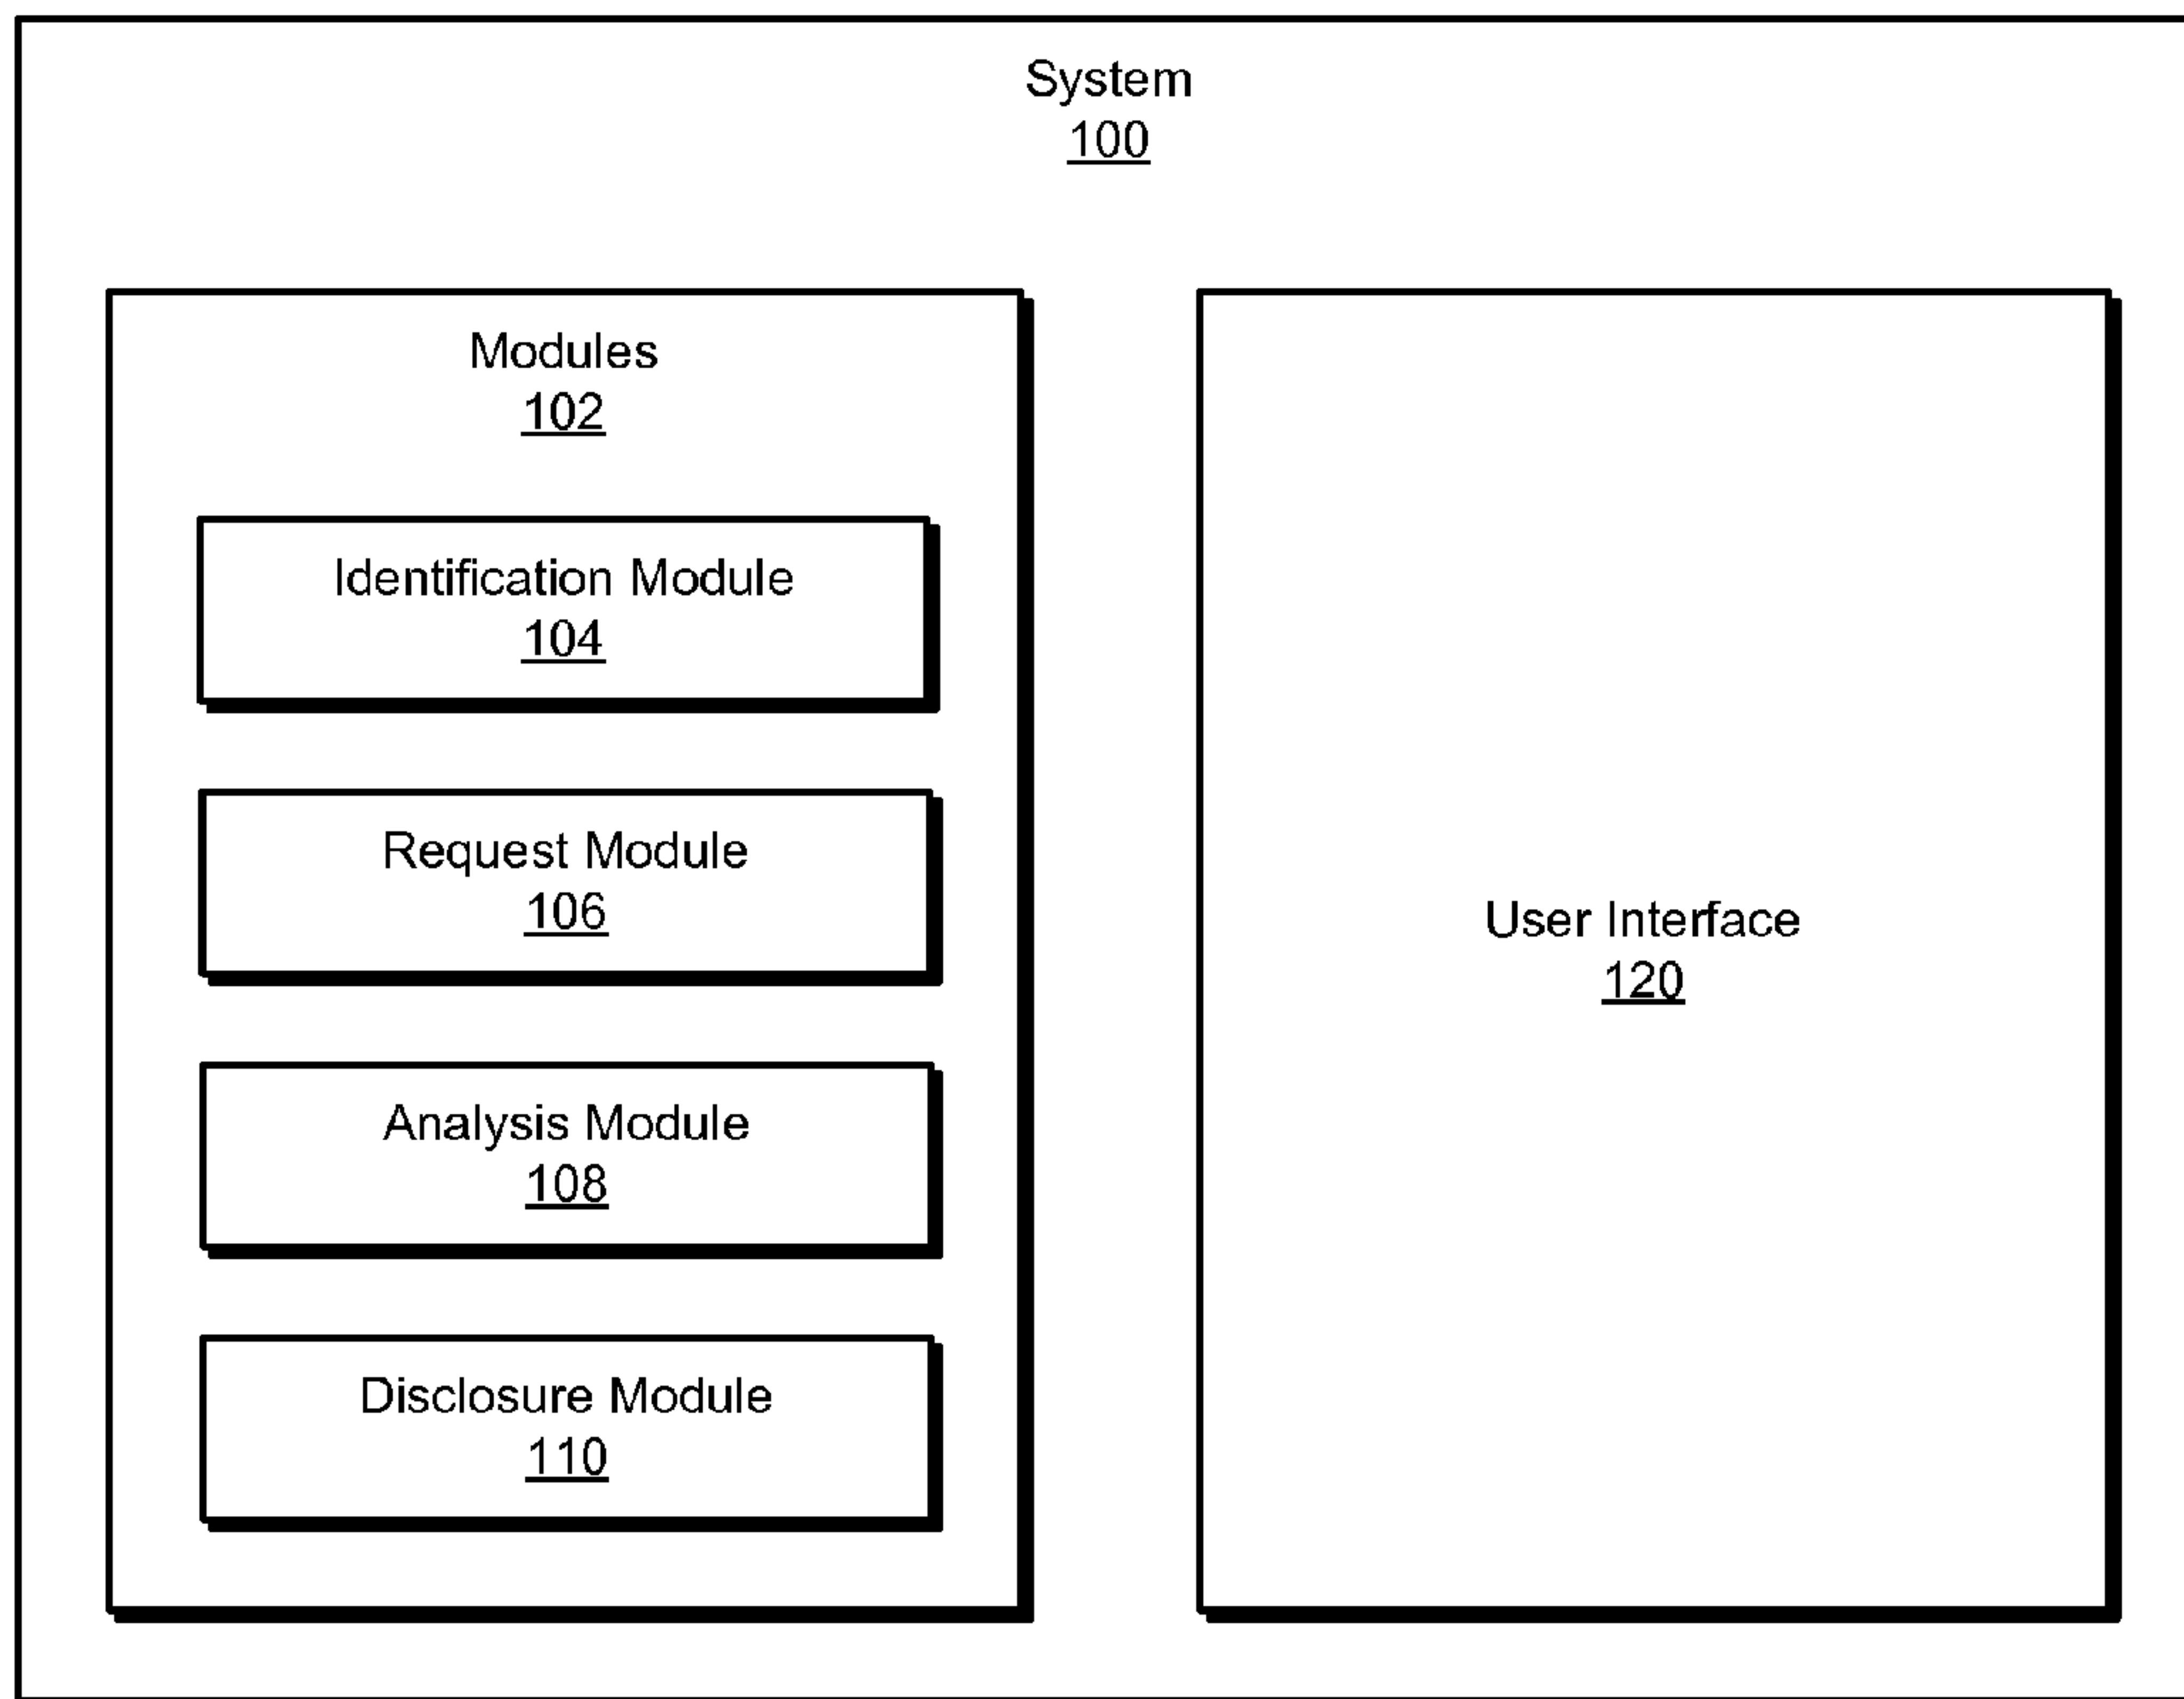 System
100
Modules
102
Identification Module
104
Request Module
106
Analysis Module
108
Disclosure Module
110
User Interface
120